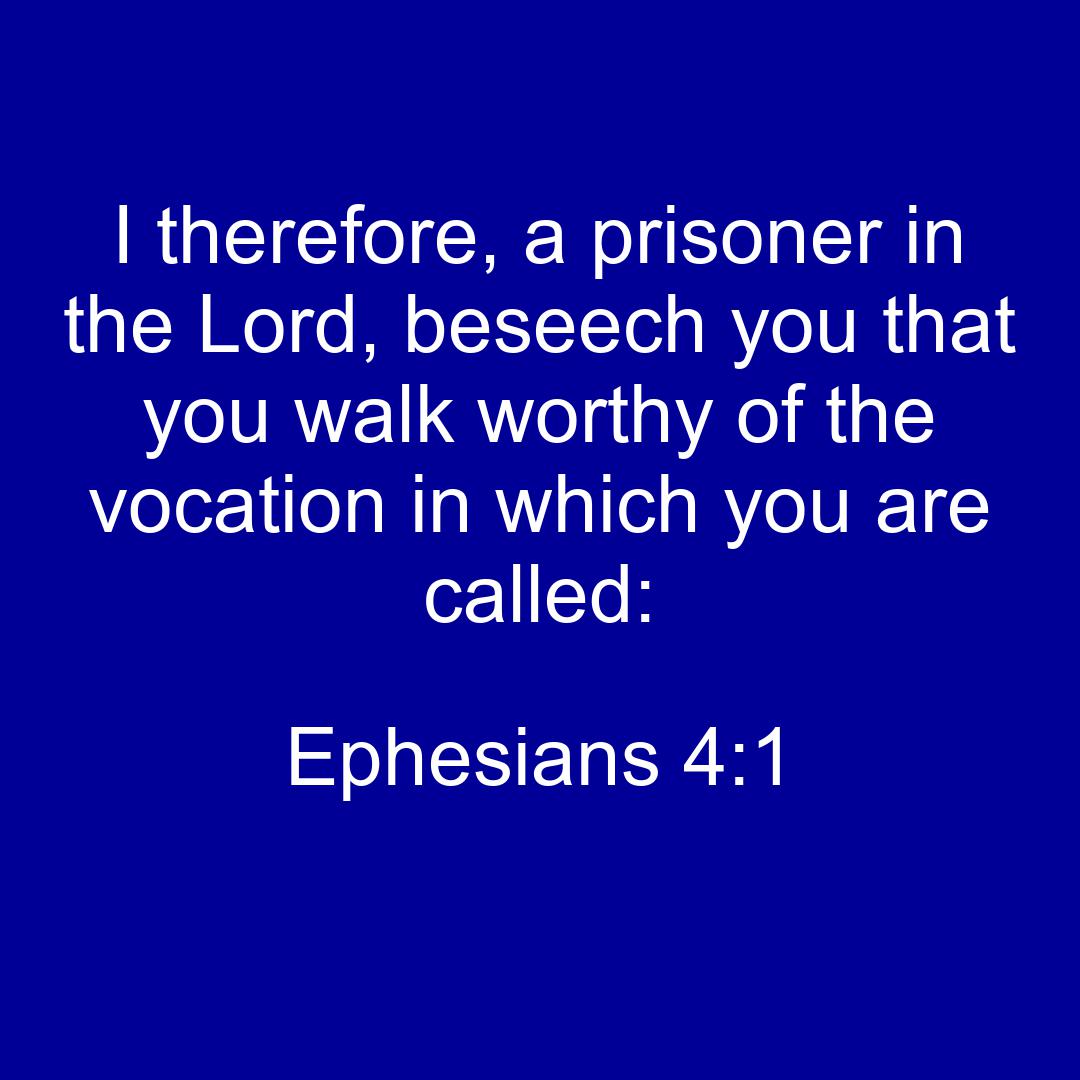 I therefore, a prisoner in
the Lord, beseech you that
you walk worthy of the
vocation in which you are
called:
Ephesians 4:1